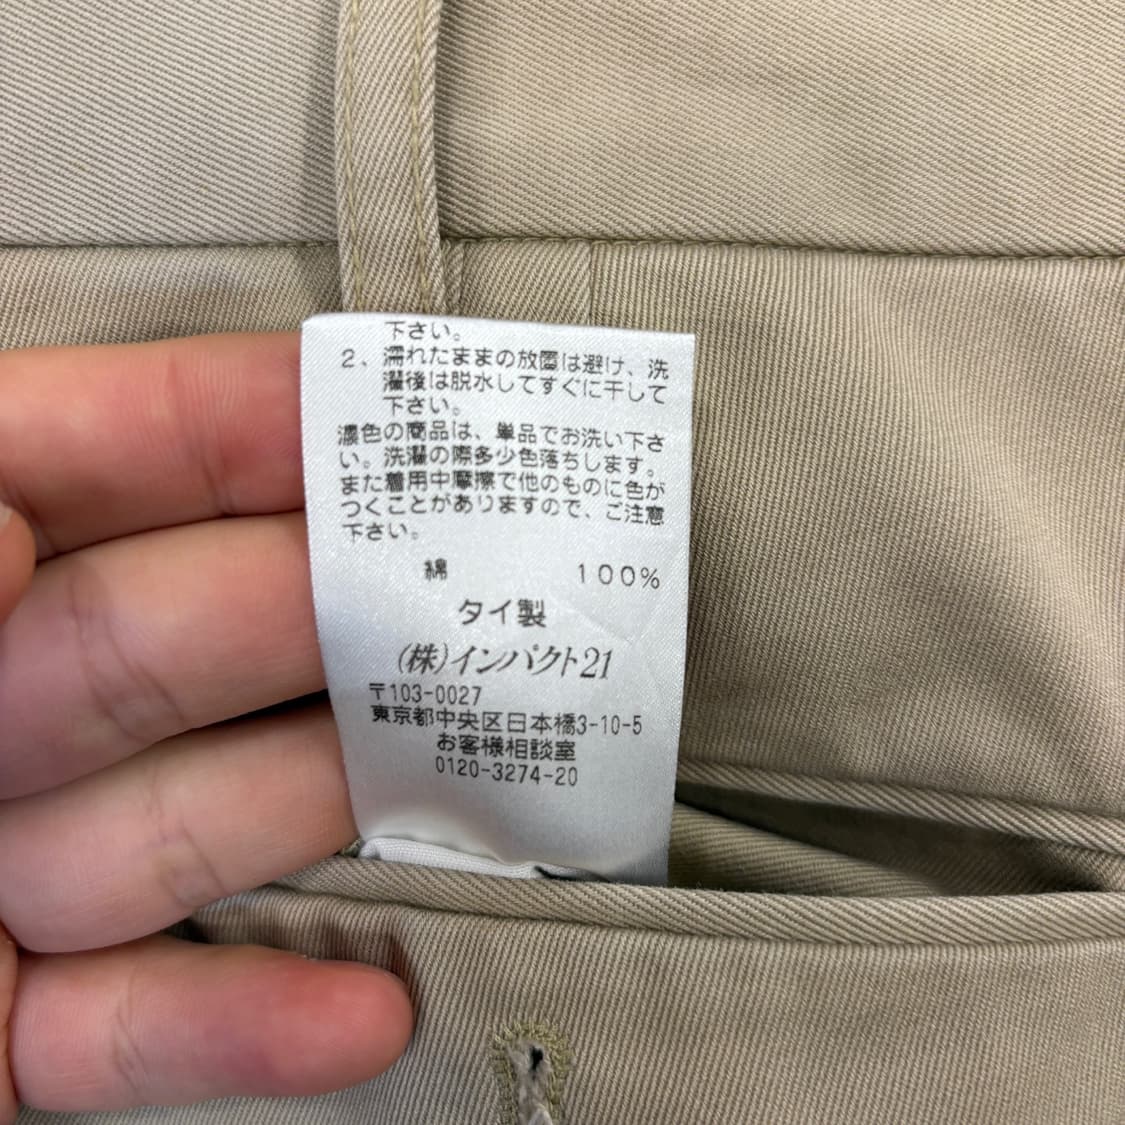 下さい。
2、濡れたままの放置は避け、洗
濯後は脱水してすぐに干して
下さい。
濃色の商品は、単品でお洗い下さ
い。洗濯の際多少色落ちします。
また着用中摩擦で他のものに色が
つくことがありますので、ご注意
下さい。
綿 100%
タイ製
(株)インパクト21
〒103-0027
東京都中央区日本橋3-10-5
お客様相談室
0120-3274-20